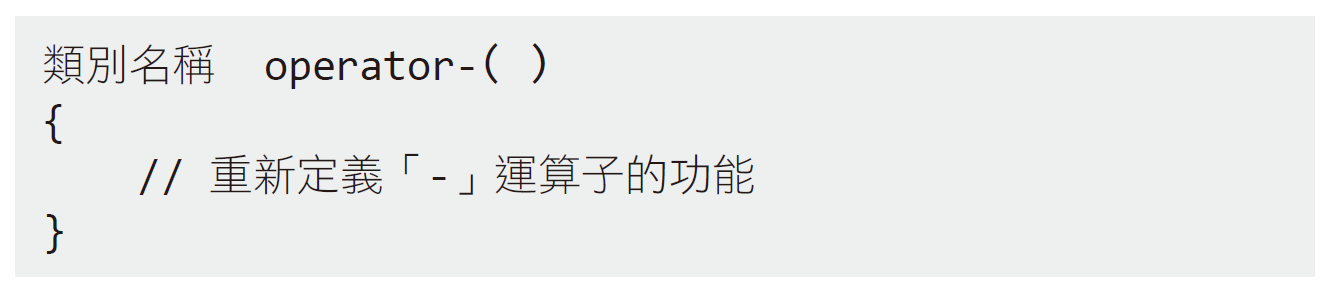 類別名稱  operator-( )
{
    // 重新定義「-」運算子的功能
}